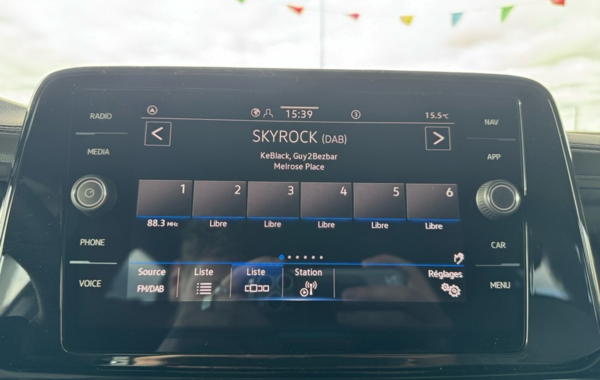 RADIO
MEDIA
PHONE
VOICE
15:39
3
15.5°C
< SKYROCK (DAB) >
KeBlack, Guy2Bezbar
Melrose Place
1 2 3 4 5 6
88.3 MHz Libre Libre Libre Libre Libre
Source Liste Liste Station Réglages
FM/DAB
NAV
APP
CAR
MENU